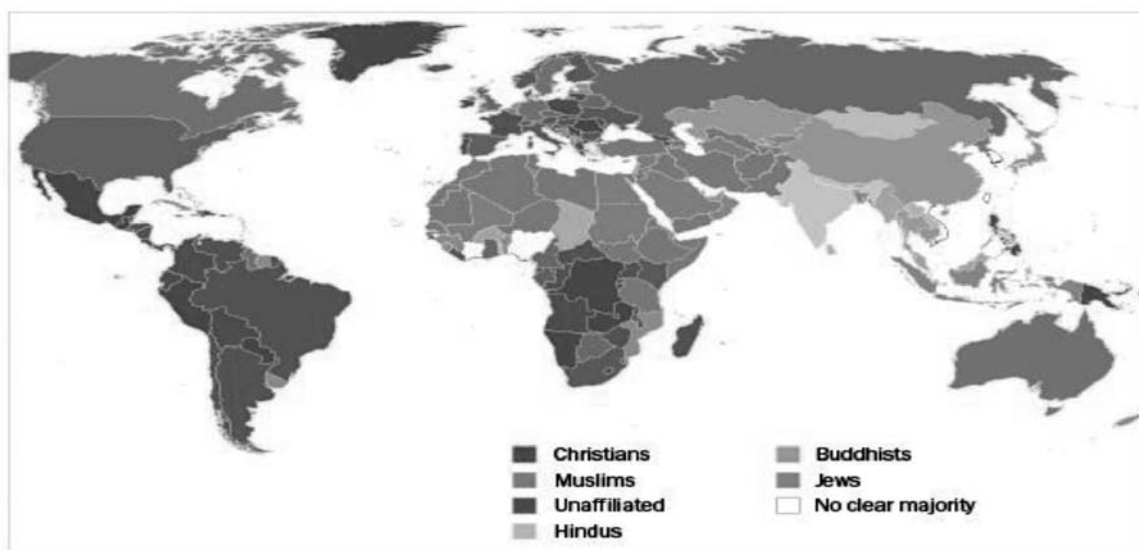 Christians
Muslims
Unaffiliated
Hindus
Buddhists
Jews
No clear majority